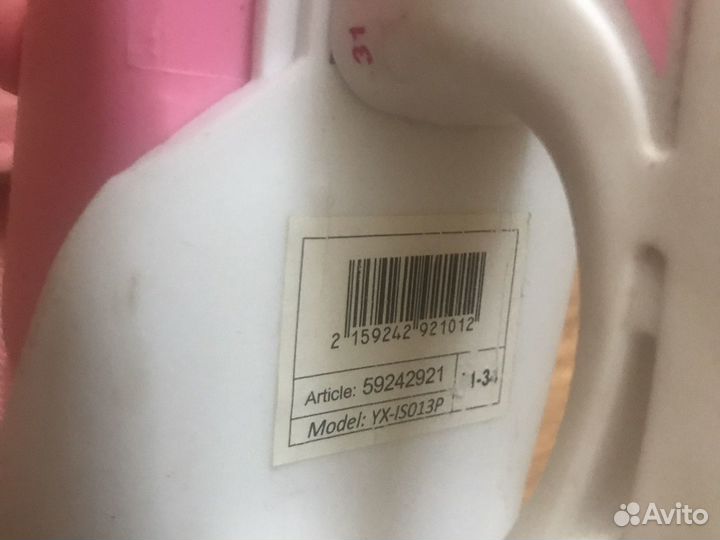 31
2 159242 921012
Article: 59242921
1-34
Model: YX-IS013P
Avito